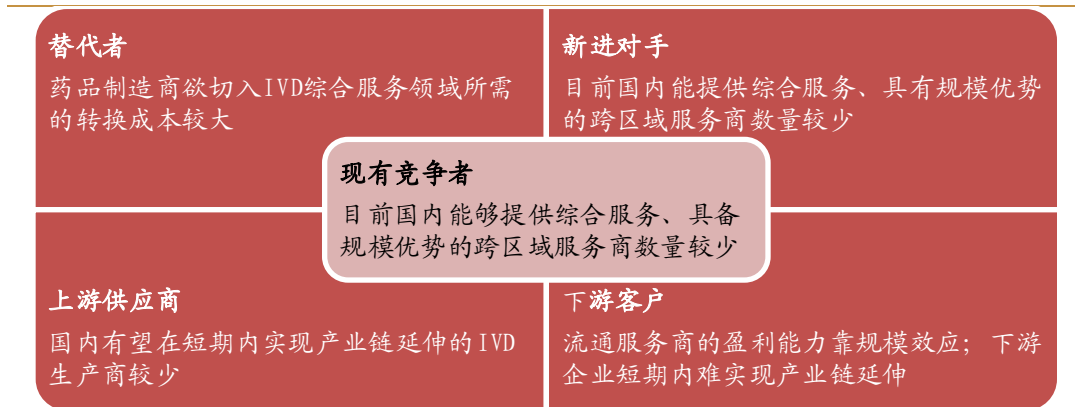 替代者
药品制造商欲切入IVD综合服务领域所需
的转换成本较大
新进对手
目前国内能提供综合服务、具有规模优势
的跨区域服务商数量较少
现有竞争者
目前国内能够提供综合服务、具备
规模优势的跨区域服务商数量较少
上游供应商
国内有望在短期内实现产业链延伸的IVD
生产商较少
下游客户
流通服务商的盈利能力靠规模效应；下游
企业短期内难实现产业链延伸